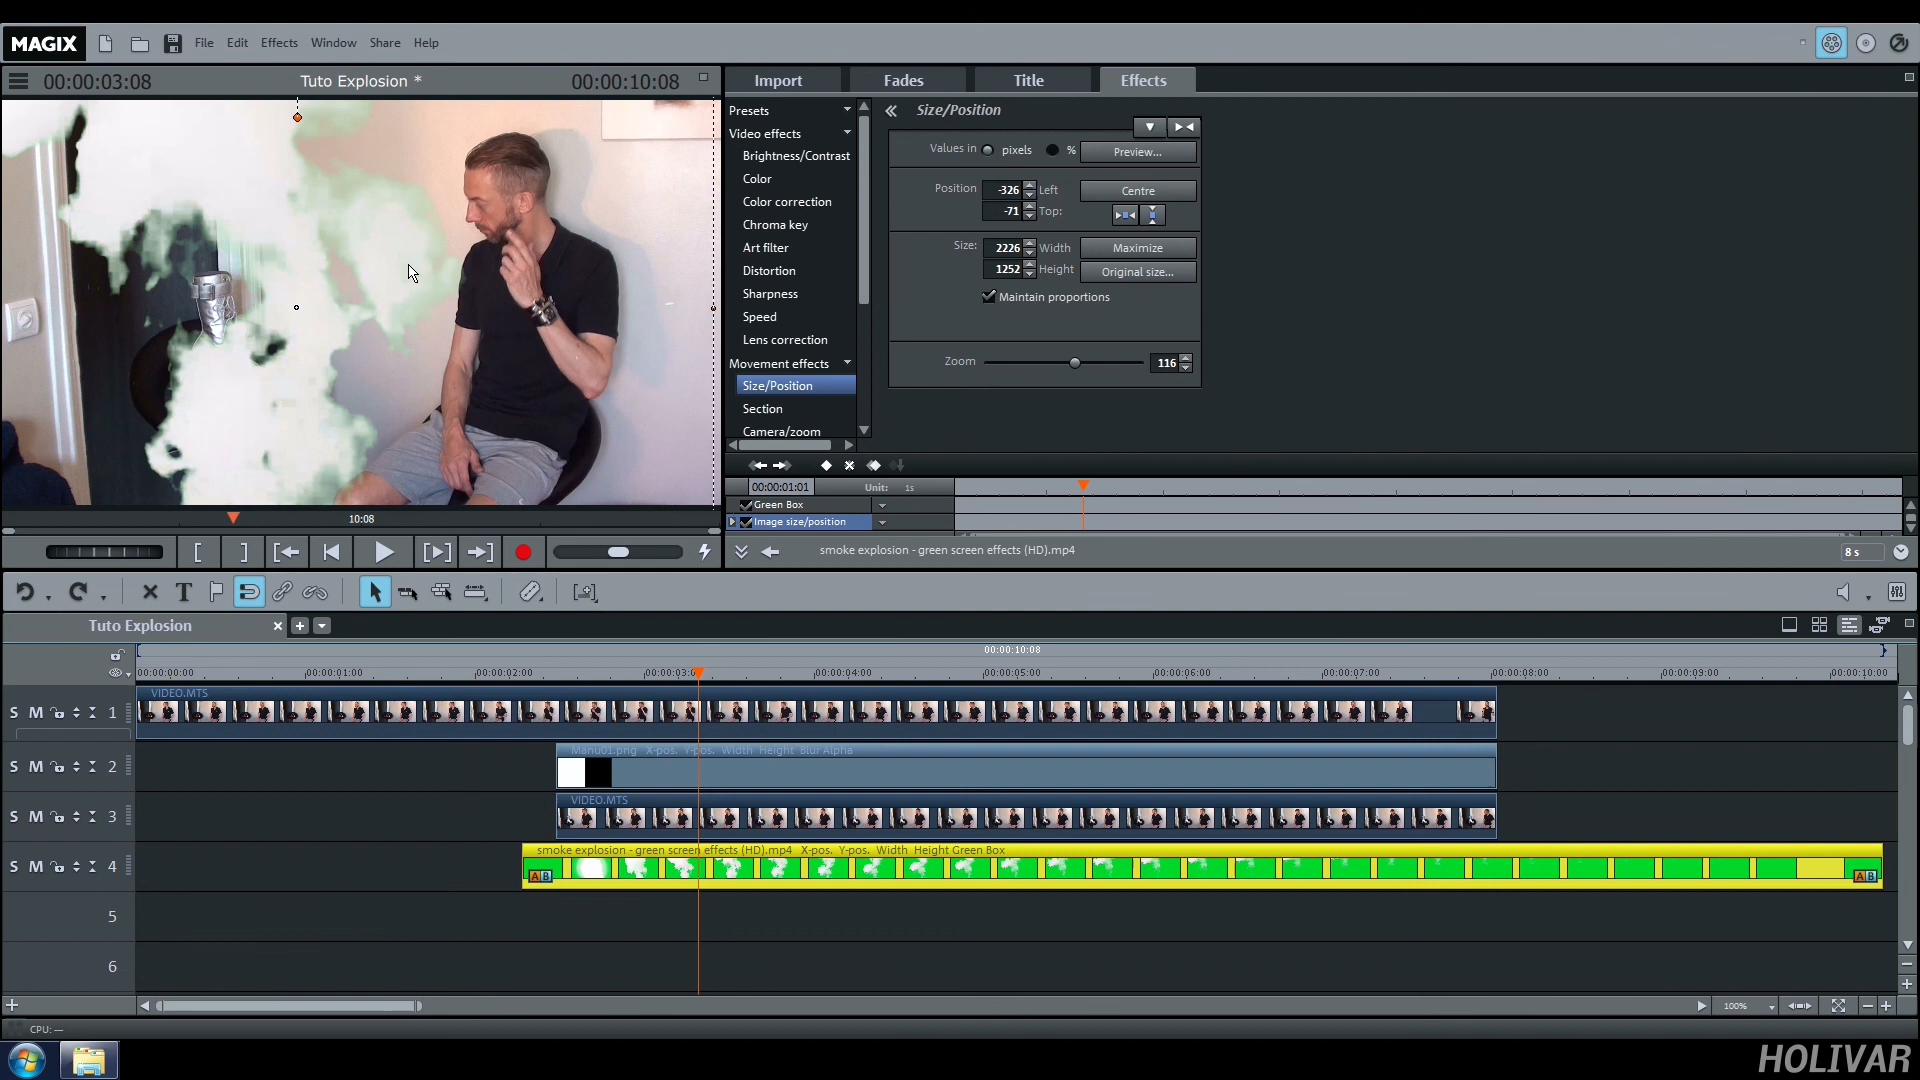 MAGIX File Edit Effects Window Share Help
00:00:03:08 Tuto Explosion * 00:00:10:08
Import Fades Title Effects
Presets
Video effects
Brightness/Contrast
Color
Color correction
Chroma key
Art filter
Distortion
Sharpness
Speed
Lens correction
Movement effects
Size/Position
Section
Camera/zoom
Size/Position
Values in pixels % Preview...
Position -326 Left Centre
-71 Top:
Size: 2226 Width Maximize
1252 Height Original size...
Maintain proportions
Zoom 116
00:00:01:01 Unit: 1s
Green Box
Image size/position
10:08
smoke explosion - green screen effects (HD).mp4 8 s
Tuto Explosion
00:00:10:08
00:00:00:00 00:00:01:00 00:00:02:00 00:00:03:0 00:00:04:00 00:00:05:00 00:00:06:00 00:00:07:00 00:00:08:00 00:00:09:00 00:00:10:00
VIDEO.MTS
S M 1
Manu01.png X-pos. Y-pos. Width Height Blur Alpha
S M 2
VIDEO.MTS
S M 3
smoke explosion - green screen effects (HD).mp4 X-pos. Y-pos. Width Height Green Box
S M 4
A B A B
5
6
100%
CPU: —
HOLIVAR